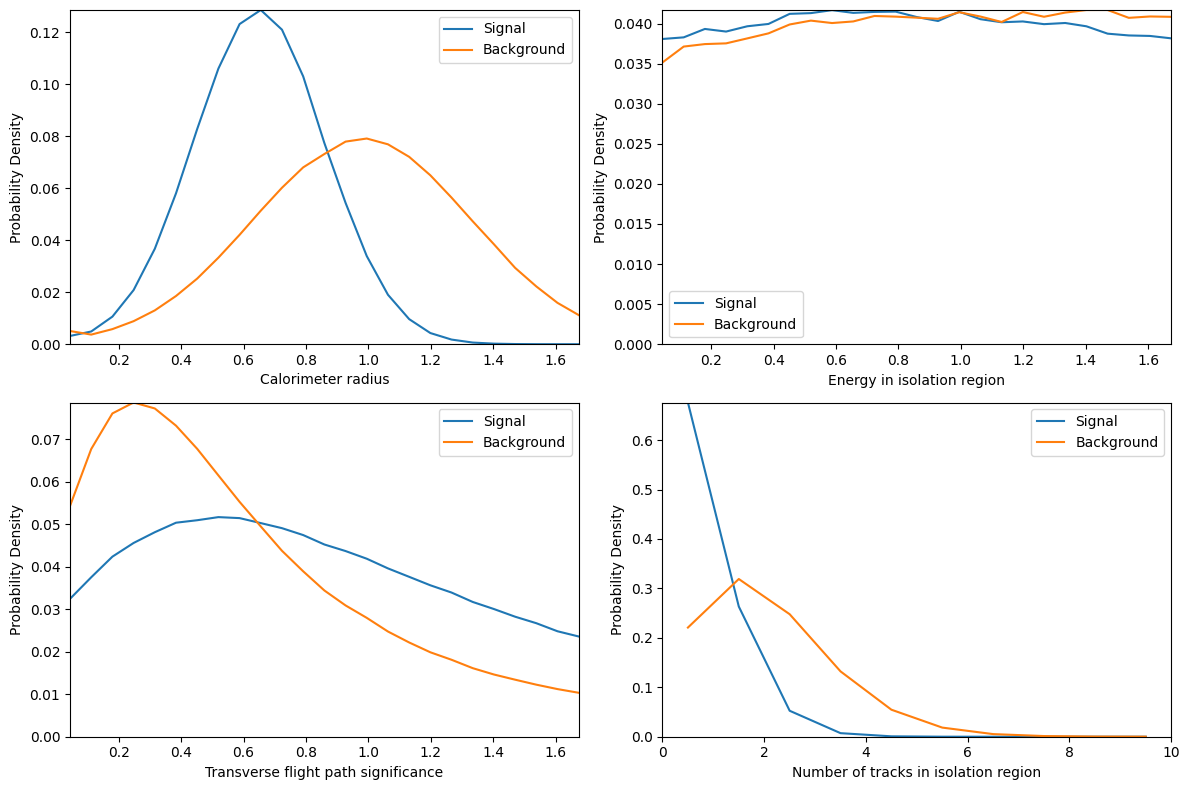 Probability Density
0.12
0.10
0.08
0.06
0.04
0.02
0.00
Signal
Background
0.2 0.4 0.6 0.8 1.0 1.2 1.4 1.6
Calorimeter radius
Probability Density
0.040
0.035
0.030
0.025
0.020
0.015
0.010
0.005
0.000
Signal
Background
0.2 0.4 0.6 0.8 1.0 1.2 1.4 1.6
Energy in isolation region
Probability Density
0.07
0.06
0.05
0.04
0.03
0.02
0.01
0.00
Signal
Background
0.2 0.4 0.6 0.8 1.0 1.2 1.4 1.6
Transverse flight path significance
Probability Density
0.6
0.5
0.4
0.3
0.2
0.1
0.0
Signal
Background
0 2 4 6 8 10
Number of tracks in isolation region